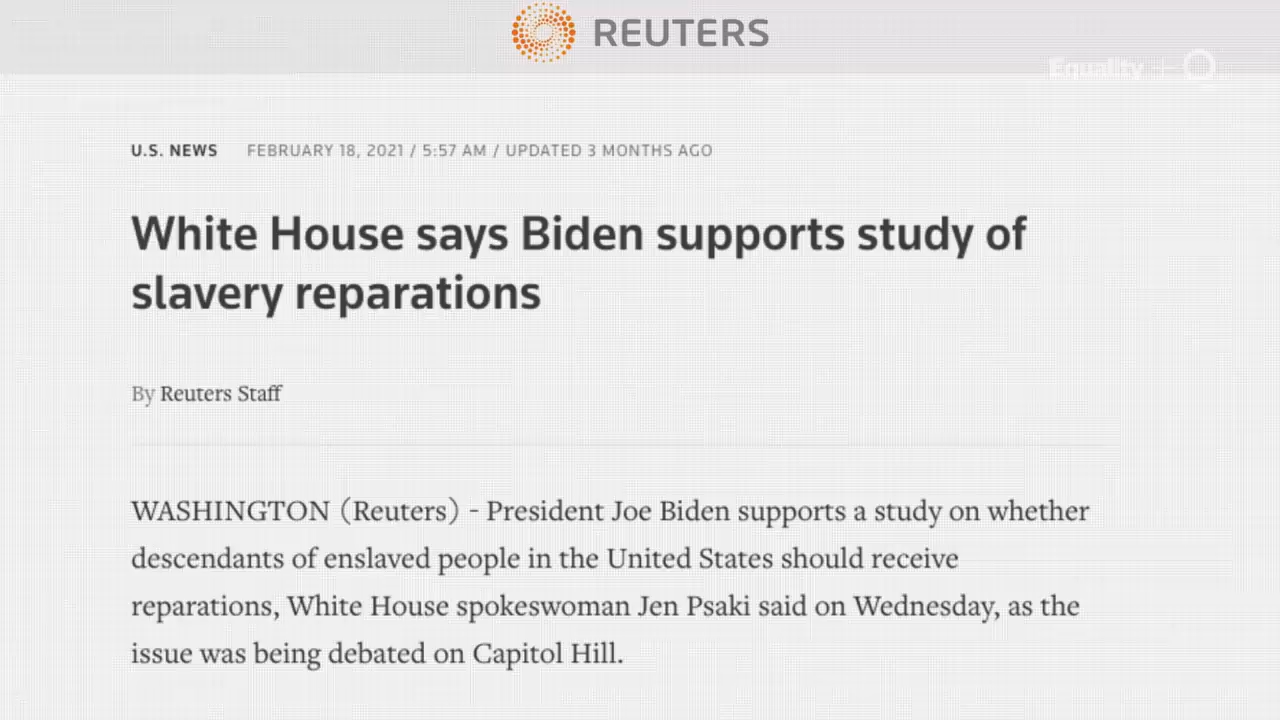 REUTERS
Equality + Q
U.S. NEWS FEBRUARY 18, 2021 / 5:57 AM / UPDATED 3 MONTHS AGO
White House says Biden supports study of
slavery reparations
By Reuters Staff
WASHINGTON (Reuters) - President Joe Biden supports a study on whether
descendants of enslaved people in the United States should receive
reparations, White House spokeswoman Jen Psaki said on Wednesday, as the
issue was being debated on Capitol Hill.